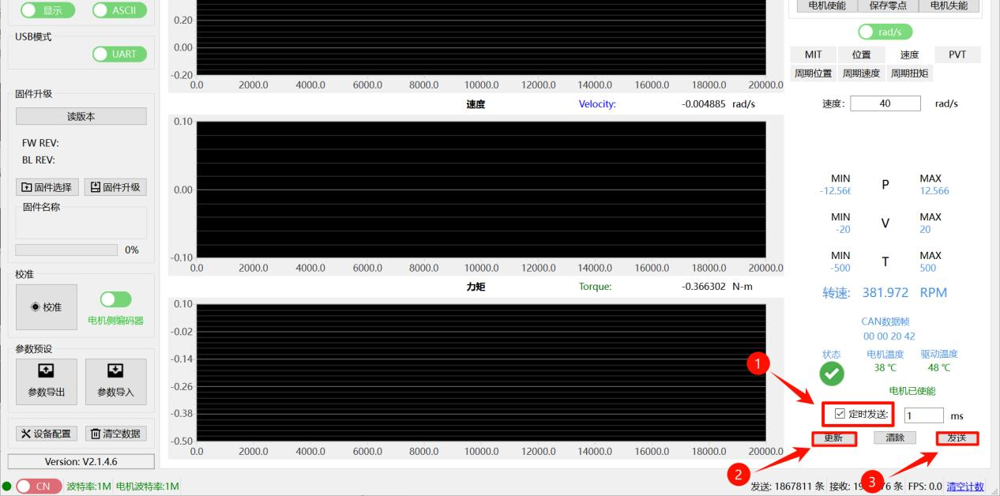 显示 ASCII
USB模式
UART
固件升级
读版本
FW REV:
BL REV:
固件选择 固件升级
固件名称
0%
校准
校准
电机侧编码器
参数预设
参数导出 参数导入
设备配置 清空数据
Version: V2.1.4.6
0.20
0.00
-0.20
0.0 2000.0 4000.0 6000.0 8000.0 10000.0 12000.0 14000.0 16000.0 18000.0 20000.0
速度 Velocity: -0.004885 rad/s
0.10
0.00
-0.10
0.0 2000.0 4000.0 6000.0 8000.0 10000.0 12000.0 14000.0 16000.0 18000.0 20000.0
力矩 Torque: -0.366302 N-m
0.10
-0.02
-0.14
-0.26
-0.38
-0.50
0.0 2000.0 4000.0 6000.0 8000.0 10000.0 12000.0 14000.0 16000.0 18000.0 20000.0
电机使能 保存零点 电机失能
rad/s
MIT 位置 速度 PVT
周期位置 周期速度 周期扭矩
速度: 40 rad/s
MIN MAX
-12.566 P 12.566
MIN MAX
-20 V 20
MIN MAX
-500 T 500
转速: 381.972 RPM
CAN数据帧
00 00 20 42
状态 电机温度 驱动温度
38 ℃ 48 ℃
电机已使能
1
定时发送: 1 ms
更新 清除 发送
2
3
CN 波特率:1M 电机波特率:1M
发送: 1867811 条 接收: 条 FPS: 0.0 清空计数